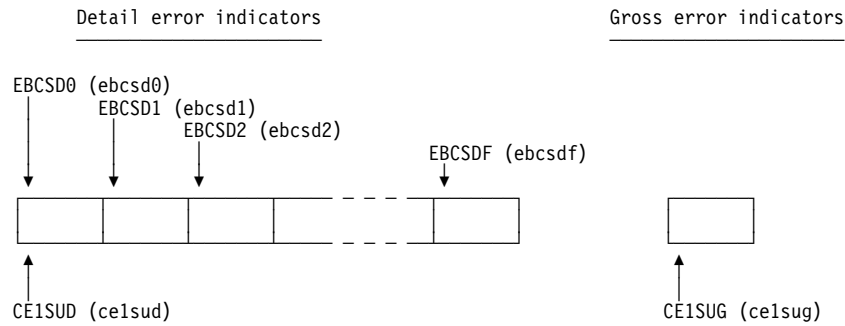 Detail error indicators
Gross error indicators
EBCSD0 (ebcsd0)
EBCSD1 (ebcsd1)
EBCSD2 (ebcsd2)
EBCSDF (ebcsdf)
CE1SUD (ce1sud)
CE1SUG (ce1sug)